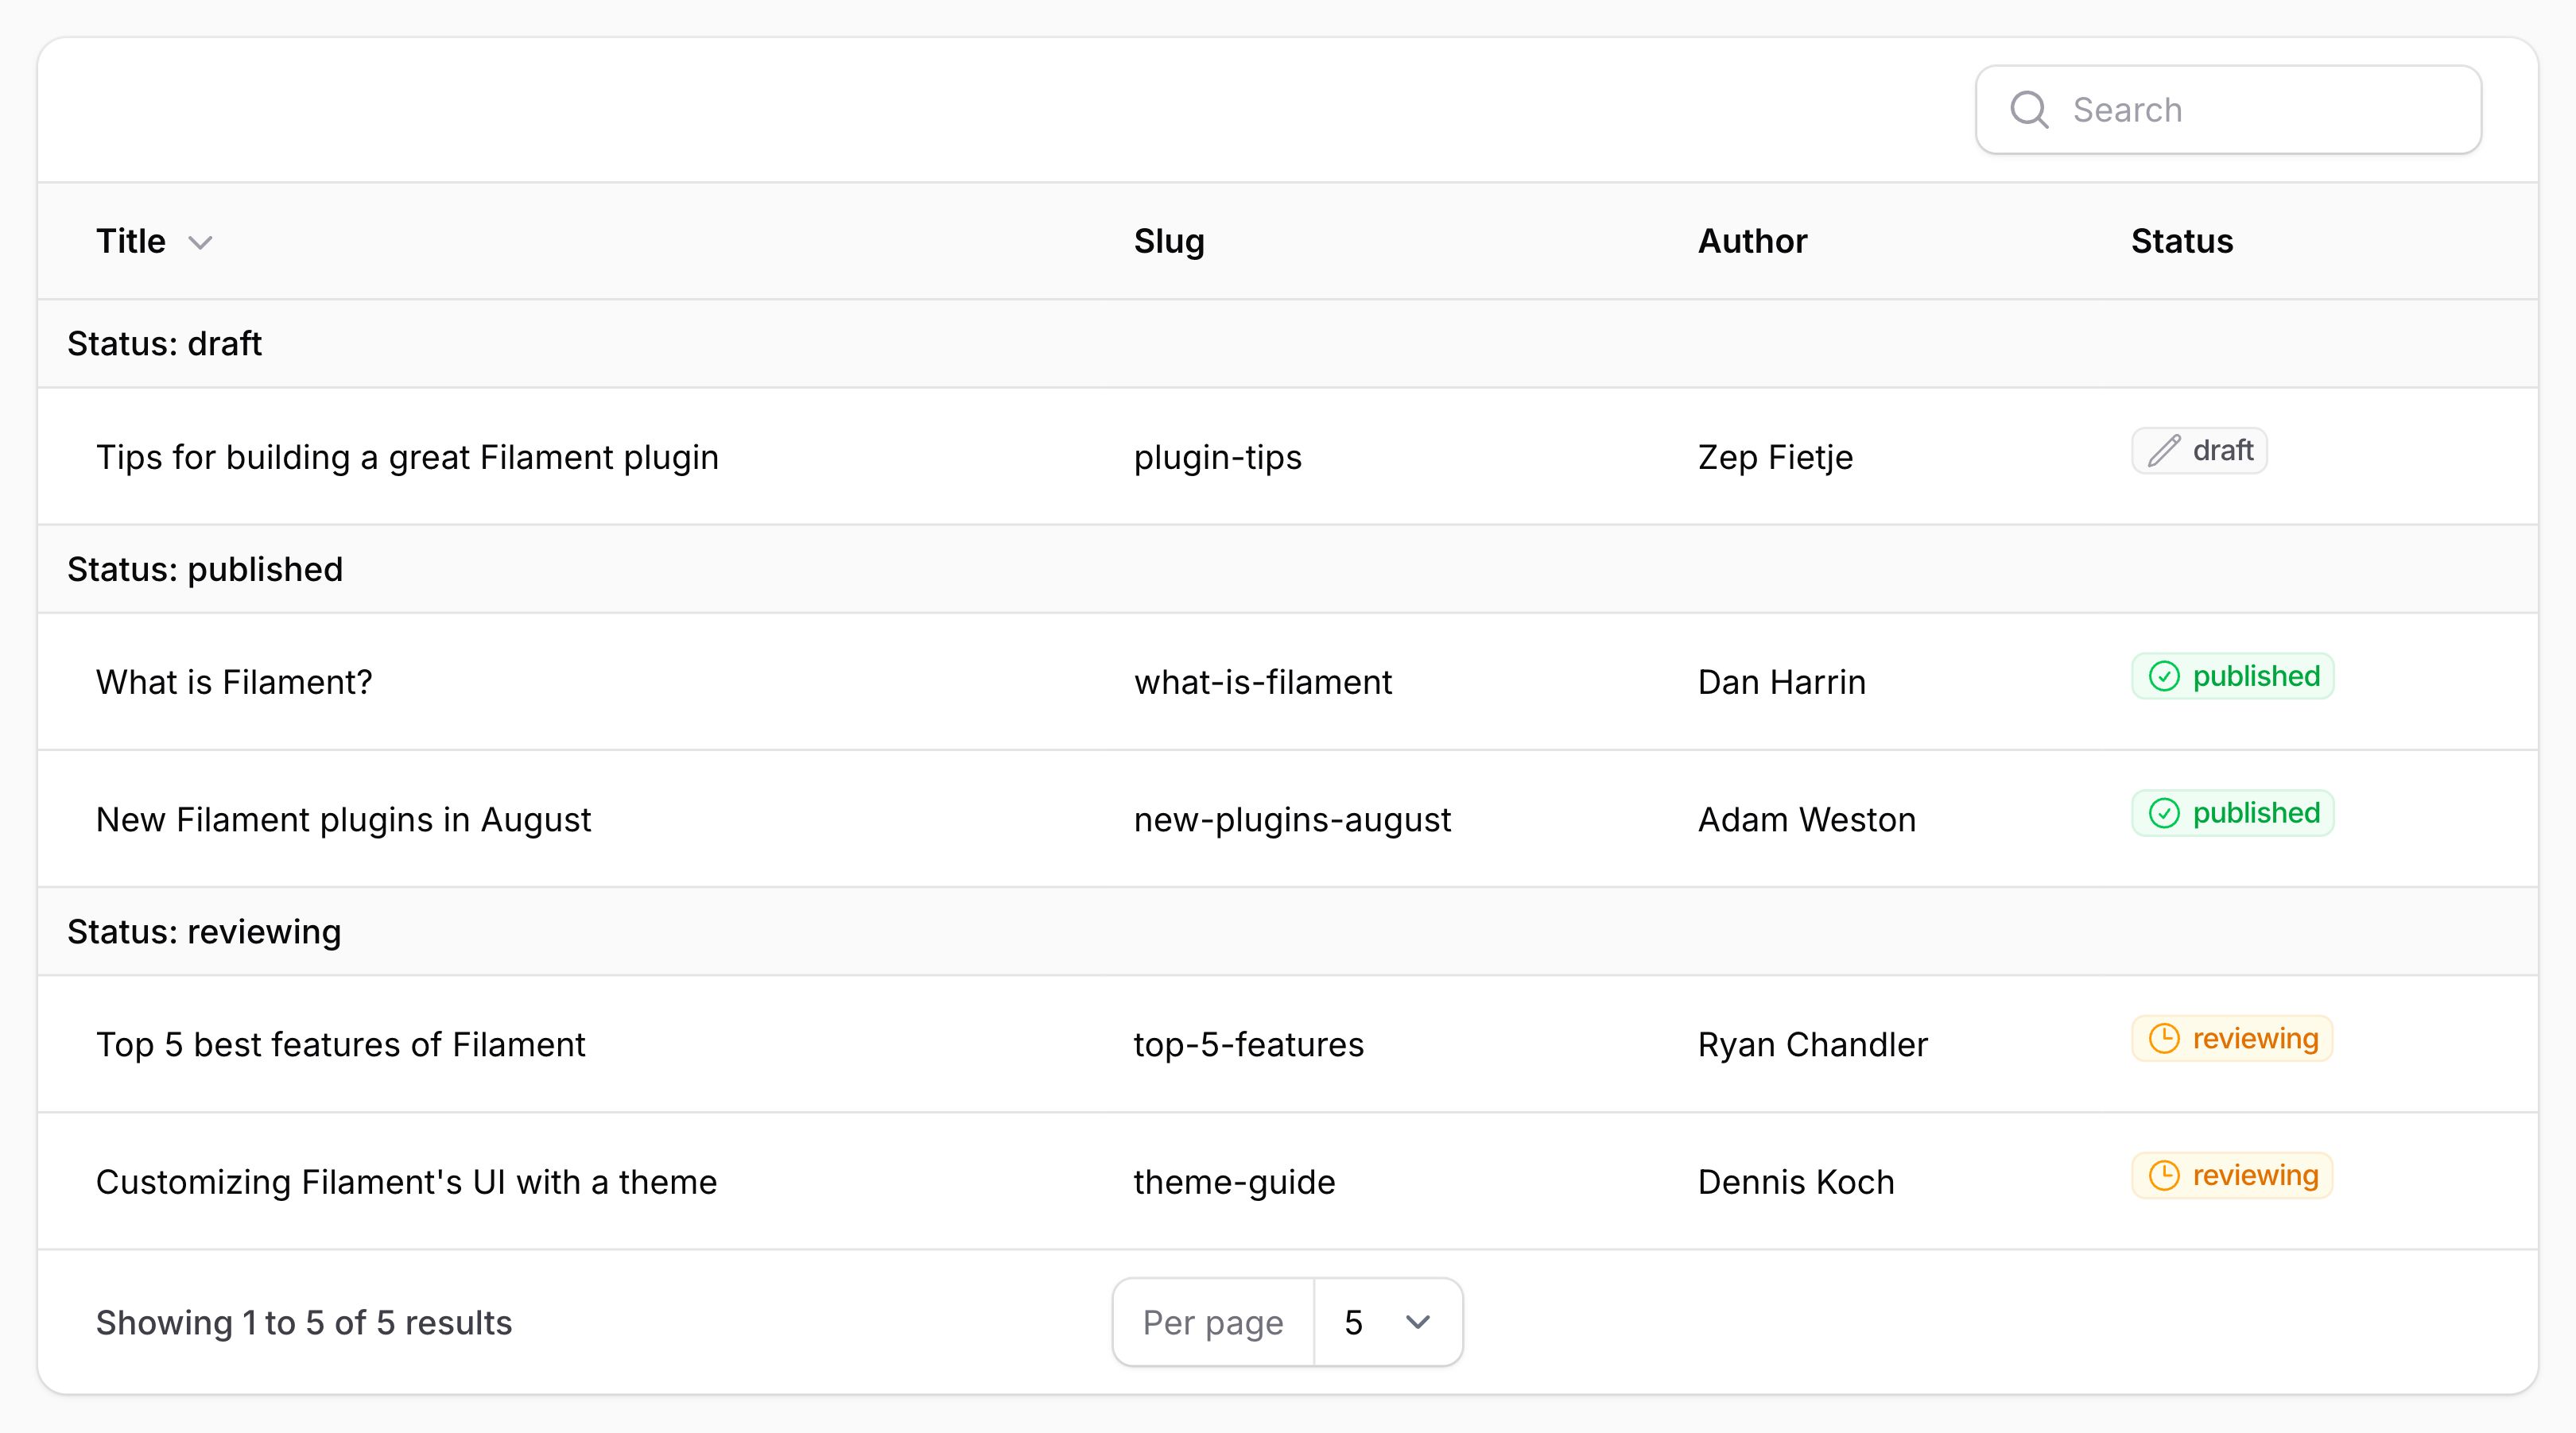 Search
Title Slug Author Status
Status: draft
Tips for building a great Filament plugin plugin-tips Zep Fietje draft
Status: published
What is Filament? what-is-filament Dan Harrin published
New Filament plugins in August new-plugins-august Adam Weston published
Status: reviewing
Top 5 best features of Filament top-5-features Ryan Chandler reviewing
Customizing Filament's UI with a theme theme-guide Dennis Koch reviewing
Showing 1 to 5 of 5 results Per page 5